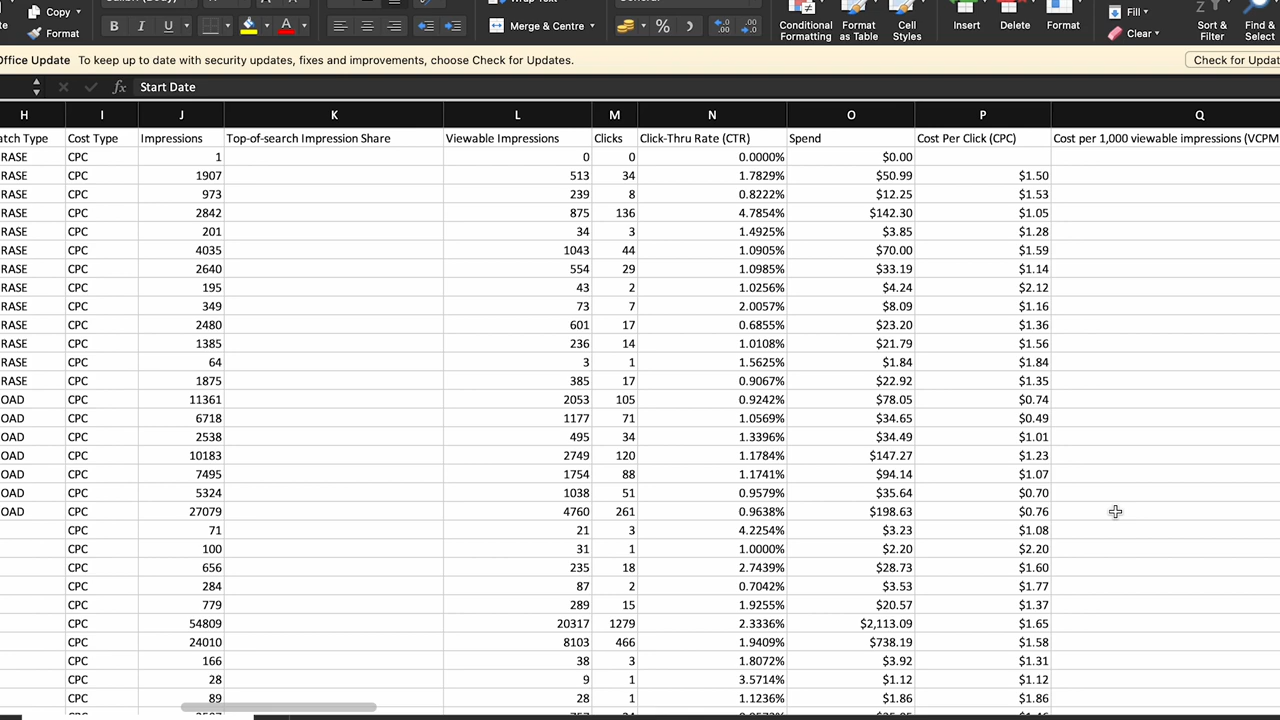 Copy
Format
B I U A
Wrap Text
Merge & Centre
General
%
Conditional
Formatting
Format
as Table
Cell
Styles
Insert
Delete
Format
Fill
Clear
Sort &
Filter
Find &
Select
Office Update To keep up to date with security updates, fixes and improvements, choose Check for Updates.
Check for Updat
fx Start Date
H I J K L M N O P Q
atch Type Cost Type Impressions Top-of-search Impression Share Viewable Impressions Clicks Click-Thru Rate (CTR) Spend Cost Per Click (CPC) Cost per 1,000 viewable impressions (VCPM
RASE CPC 1 0 0 0.0000% $0.00
RASE CPC 1907 513 34 1.7829% $50.99 $1.50
RASE CPC 973 239 8 0.8222% $12.25 $1.53
RASE CPC 2842 875 136 4.7854% $142.30 $1.05
RASE CPC 201 34 3 1.4925% $3.85 $1.28
RASE CPC 4035 1043 44 1.0905% $70.00 $1.59
RASE CPC 2640 554 29 1.0985% $33.19 $1.14
RASE CPC 195 43 2 1.0256% $4.24 $2.12
RASE CPC 349 73 7 2.0057% $8.09 $1.16
RASE CPC 2480 601 17 0.6855% $23.20 $1.36
RASE CPC 1385 236 14 1.0108% $21.79 $1.56
RASE CPC 64 3 1 1.5625% $1.84 $1.84
RASE CPC 1875 385 17 0.9067% $22.92 $1.35
OAD CPC 11361 2053 105 0.9242% $78.05 $0.74
OAD CPC 6718 1177 71 1.0569% $34.65 $0.49
OAD CPC 2538 495 34 1.3396% $34.49 $1.01
OAD CPC 10183 2749 120 1.1784% $147.27 $1.23
OAD CPC 7495 1754 88 1.1741% $94.14 $1.07
OAD CPC 5324 1038 51 0.9579% $35.64 $0.70
OAD CPC 27079 4760 261 0.9638% $198.63 $0.76
CPC 71 21 3 4.2254% $3.23 $1.08
CPC 100 31 1 1.0000% $2.20 $2.20
CPC 656 235 18 2.7439% $28.73 $1.60
CPC 284 87 2 0.7042% $3.53 $1.77
CPC 779 289 15 1.9255% $20.57 $1.37
CPC 54809 20317 1279 2.3336% $2,113.09 $1.65
CPC 24010 8103 466 1.9409% $738.19 $1.58
CPC 166 38 3 1.8072% $3.92 $1.31
CPC 28 9 1 3.5714% $1.12 $1.12
CPC 89 28 1 1.1236% $1.86 $1.86